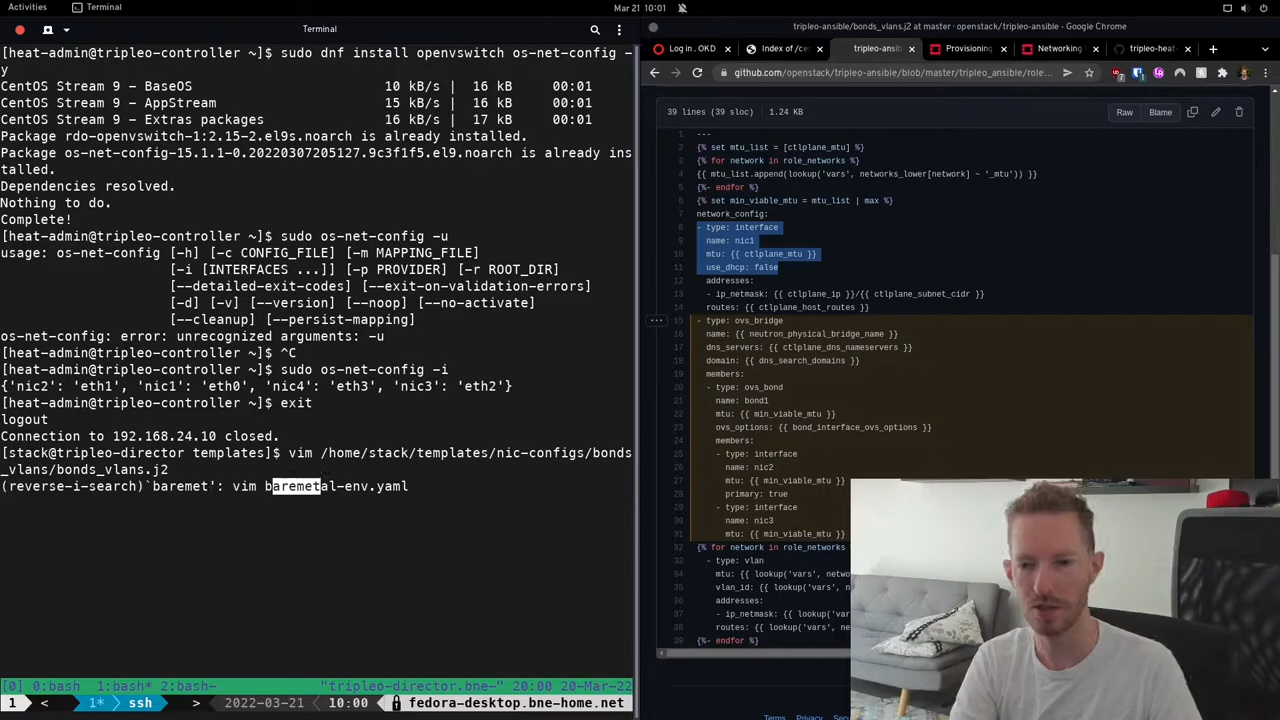 Activities
Terminal
Mar 21 10:01
Terminal
[heat-admin@tripleo-controller ~]$ sudo dnf install openvswitch os-net-config -
y
CentOS Stream 9 - BaseOS 10 kB/s | 16 kB 00:01
CentOS Stream 9 - AppStream 15 kB/s | 16 kB 00:01
CentOS Stream 9 - Extras packages 16 kB/s | 17 kB 00:01
Package rdo-openvswitch-1:2.15-2.el9s.noarch is already installed.
Package os-net-config-15.1.1-0.20220307205127.9c3f1f5.el9.noarch is already ins
talled.
Dependencies resolved.
Nothing to do.
Complete!
[heat-admin@tripleo-controller ~]$ sudo os-net-config -u
usage: os-net-config [-h] [-c CONFIG_FILE] [-m MAPPING_FILE]
[-i [INTERFACES ...]] [-p PROVIDER] [-r ROOT_DIR]
[--detailed-exit-codes] [--exit-on-validation-errors]
[-d] [-v] [--version] [--noop] [--no-activate]
[--cleanup] [--persist-mapping]
os-net-config: error: unrecognized arguments: -u
[heat-admin@tripleo-controller ~]$ ^C
[heat-admin@tripleo-controller ~]$ sudo os-net-config -i
{'nic2': 'eth1', 'nic1': 'eth0', 'nic4': 'eth3', 'nic3': 'eth2'}
[heat-admin@tripleo-controller ~]$ exit
logout
Connection to 192.168.24.10 closed.
[stack@tripleo-director templates]$ vim /home/stack/templates/nic-configs/bonds
_vlans/bonds_vlans.j2
(reverse-i-search)`baremet': vim baremetal-env.yaml
[0] 0:bash 1:bash* 2:bash- "tripleo-director.bne-" 20:00 20-Mar-22
1 < 1* > ssh > 2022-03-21 < 10:00 fedora-desktop.bne-home.net
tripleo-ansible/bonds_vlans.j2 at master · openstack/tripleo-ansible - Google Chrome
Log in . OKD
Index of /ce
tripleo-ansib
Provisioning
Networking
tripleo-heat-
github.com/openstack/tripleo-ansible/blob/master/tripleo_ansible/role...
39 lines (39 sloc) 1.24 KB
Raw
Blame
1 ---
2 {% set mtu_list = [ctlplane_mtu] %}
3 {% for network in role_networks %}
4 {{ mtu_list.append(lookup('vars', networks_lower[network] ~ '_mtu')) }}
5 {%- endfor %}
6 {% set min_viable_mtu = mtu_list | max %}
7 network_config:
8 - type: interface
9 name: nic1
10 mtu: {{ ctlplane_mtu }}
11 use_dhcp: false
12 addresses:
13 - ip_netmask: {{ ctlplane_ip }}/{{ ctlplane_subnet_cidr }}
14 routes: {{ ctlplane_host_routes }}
15 - type: ovs_bridge
16 name: {{ neutron_physical_bridge_name }}
17 dns_servers: {{ ctlplane_dns_nameservers }}
18 domain: {{ dns_search_domains }}
19 members:
20 - type: ovs_bond
21 name: bond1
22 mtu: {{ min_viable_mtu }}
23 ovs_options: {{ bond_interface_ovs_options }}
24 members:
25 - type: interface
26 name: nic2
27 mtu: {{ min_viable_mtu }}
28 primary: true
29 - type: interface
30 name: nic3
31 mtu: {{ min_viable_mtu }}
32 {% for network in role_networks %
33 - type: vlan
34 mtu: {{ lookup('vars', netwo
35 vlan_id: {{ lookup('vars',
36 addresses:
37 - ip_netmask: {{ lookup('va
38 routes: {{ lookup('vars',
39 {%- endfor %}
Terms
Privacy